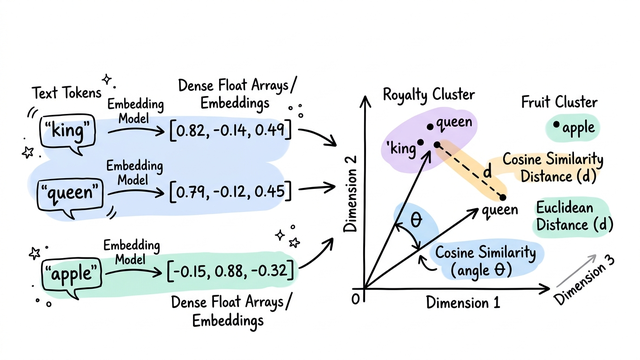 Text Tokens
Dense Float Arrays/
Embeddings
"king"
Embedding
Model
[0.82, -0.14, 0.49]
"queen"
Embedding
Model
[0.79, -0.12, 0.45]
"apple"
Embedding
Model
[-0.15, 0.88, -0.32]
Dense Float Arrays/
Embeddings
Royalty Cluster
queen
'king
Fruit Cluster
apple
Cosine Similarity
Distance (d)
d
queen
Euclidean
Distance (d)
θ
Cosine Similarity
(angle θ)
Dimension 2
0
Dimension 1
Dimension 3